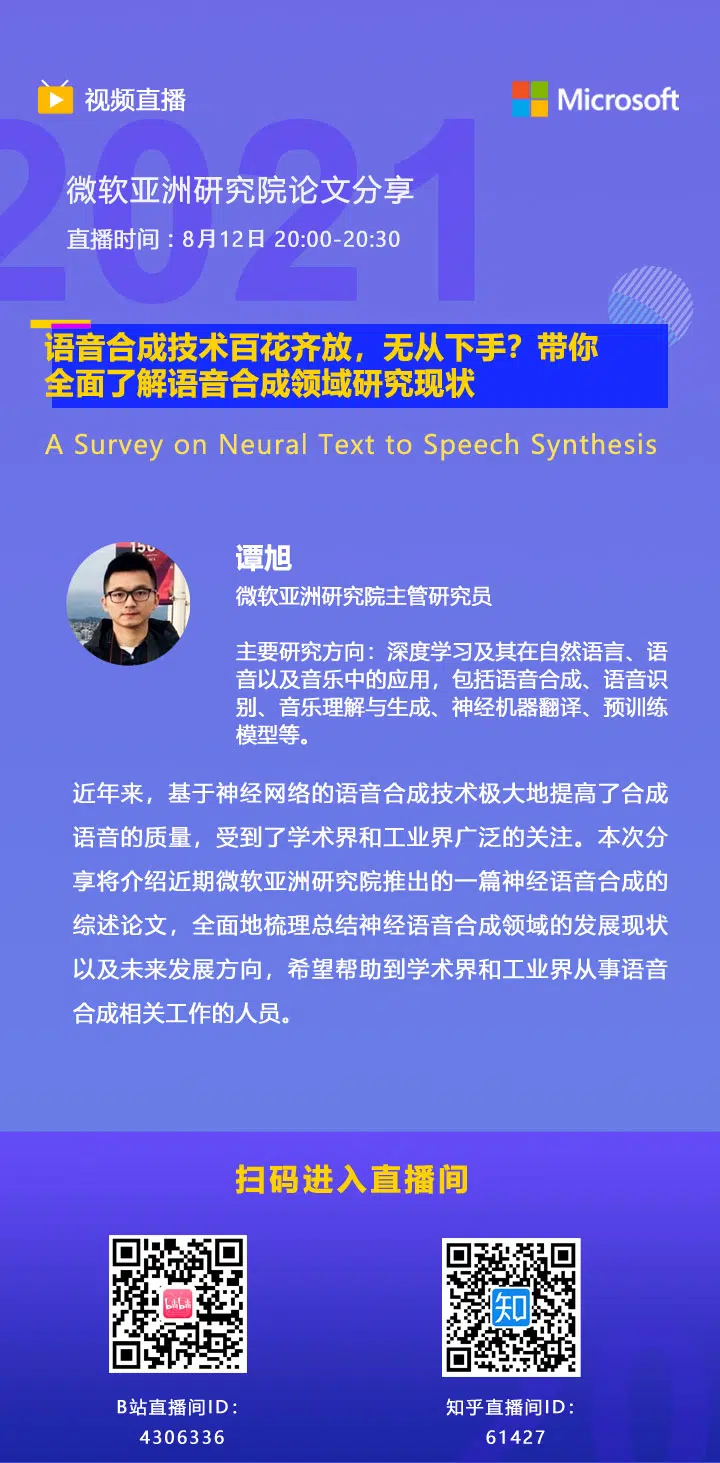 视频直播
Microsoft
2021
微软亚洲研究院论文分享
直播时间：8月12日 20:00-20:30
语音合成技术百花齐放，无从下手？带你
全面了解语音合成领域研究现状
A Survey on Neural Text to Speech Synthesis
150
谭旭
微软亚洲研究院主管研究员
主要研究方向：深度学习及其在自然语言、语
音以及音乐中的应用，包括语音合成、语音识
别、音乐理解与生成、神经机器翻译、预训练
模型等。
近年来，基于神经网络的语音合成技术极大地提高了合成
语音的质量，受到了学术界和工业界广泛的关注。本次分
享将介绍近期微软亚洲研究院推出的一篇神经语音合成的
综述论文，全面地梳理总结神经语音合成领域的发展现状
以及未来发展方向，希望帮助到学术界和工业界从事语音
合成相关工作的人员。
扫码进入直播间
bilibili
知
B站直播间ID：
4306336
知乎直播间ID：
61427